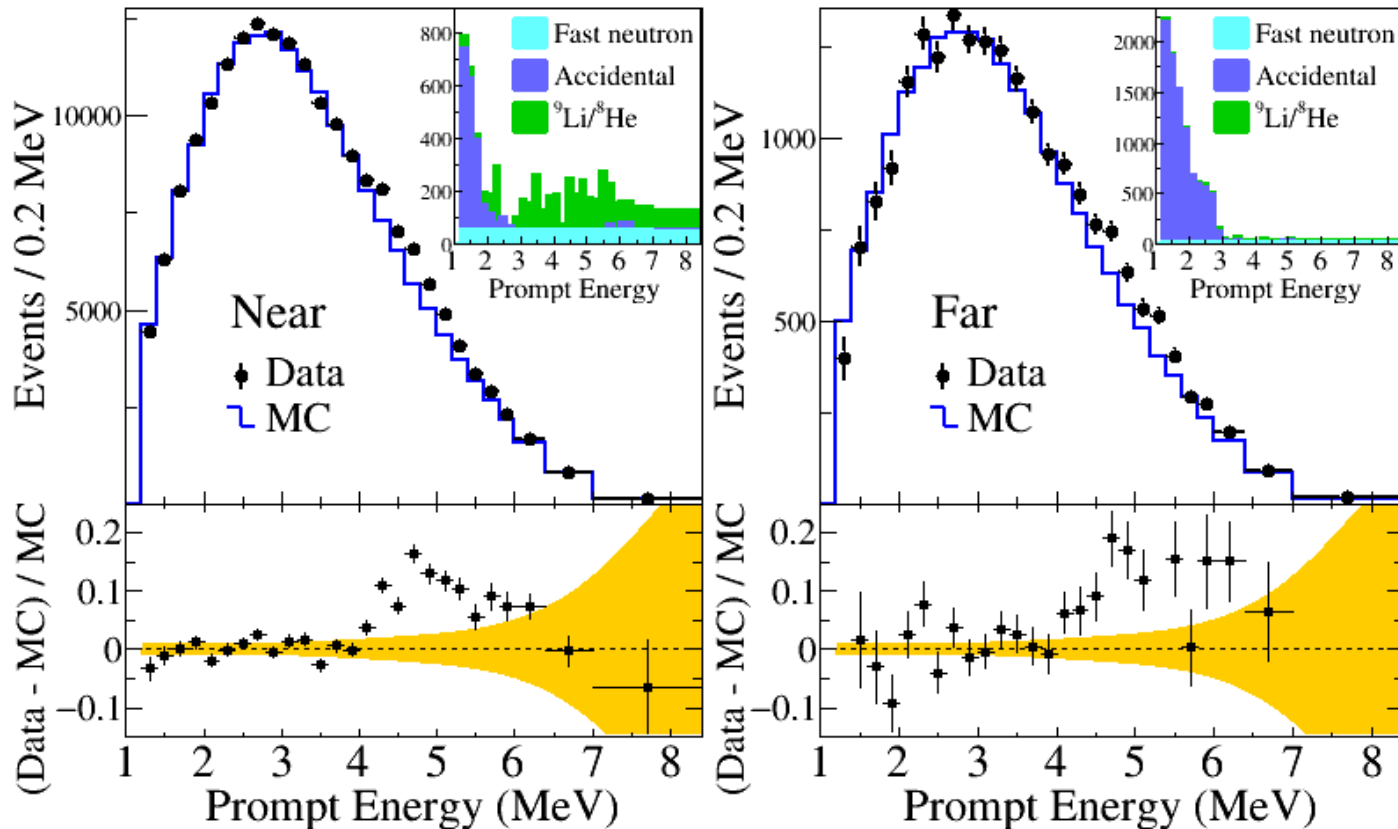 Events / 0.2 MeV
10000
5000
Near
Data
MC
800
600
400
200
0
Fast neutron
Accidental
⁹Li/⁸He
1 2 3 4 5 6 7 8
Prompt Energy
(Data - MC) / MC
0.2
0.1
0
−0.1
1 2 3 4 5 6 7 8
Prompt Energy (MeV)
Events / 0.2 MeV
1000
500
Far
Data
MC
2000
1500
1000
500
0
Fast neutron
Accidental
⁹Li/⁸He
1 2 3 4 5 6 7 8
Prompt Energy
(Data - MC) / MC
0.2
0.1
0
−0.1
1 2 3 4 5 6 7 8
Prompt Energy (MeV)